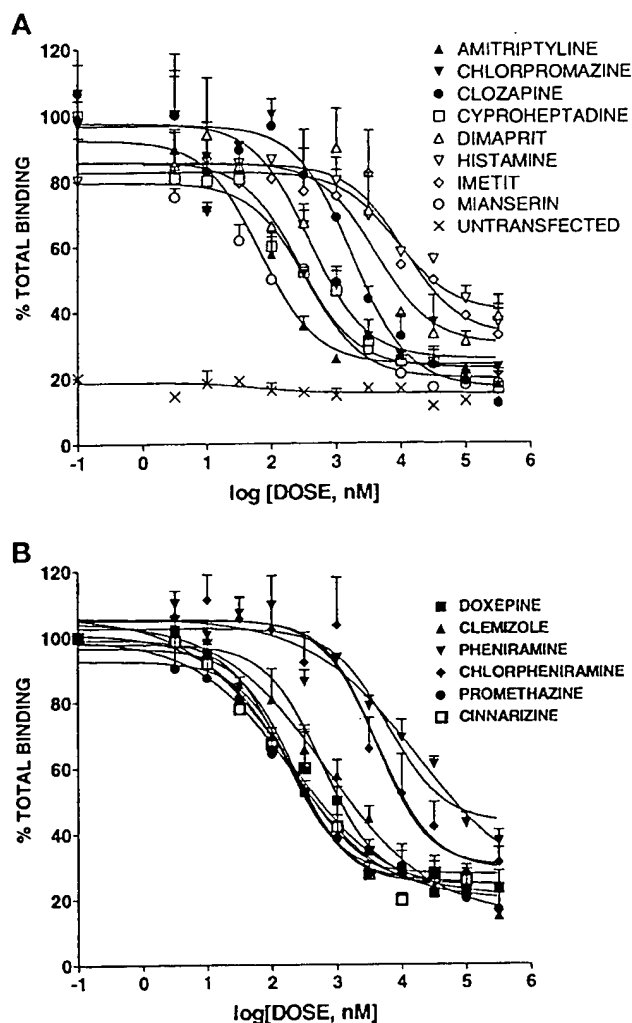 A
% TOTAL BINDING
120
100
80
60
40
20
0
-1
0
1
2
3
4
5
6
log [DOSE, nM]
AMITRIPTYLINE
CHLORPROMAZINE
CLOZAPINE
CYPROHEPTADINE
DIMAPRIT
HISTAMINE
IMETIT
MIANSERIN
UNTRANSFECTED
B
% TOTAL BINDING
120
100
80
60
40
20
0
-1
0
1
2
3
4
5
6
log[DOSE, nM]
DOXEPINE
CLEMIZOLE
PHENIRAMINE
CHLORPHENIRAMINE
PROMETHAZINE
CINNARIZINE